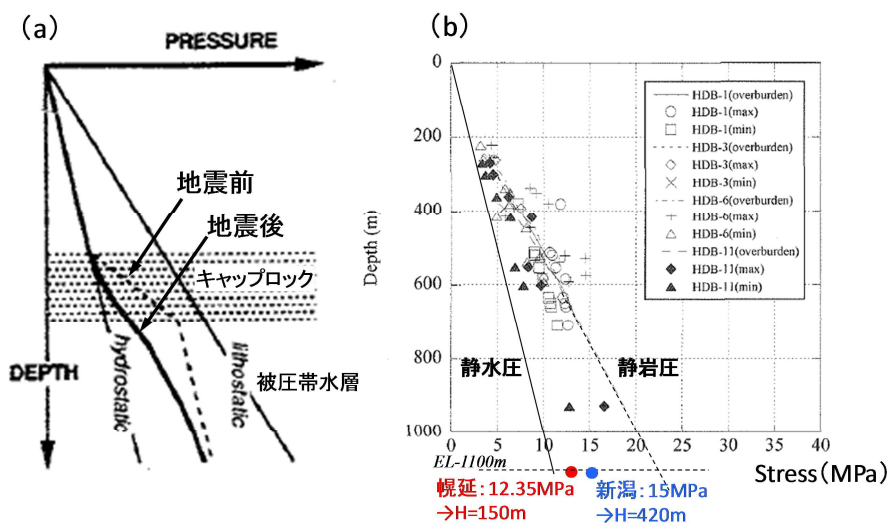 (a)
PRESSURE
地震前
地震後
キャップロック
hydrostatic
lithostatic
DEPTH
被圧帯水層
(b)
0
200
400
600
800
1000
Depth (m)
HDB-1(overburden)
HDB-1(max)
HDB-1(min)
HDB-3(overburden)
HDB-3(max)
HDB-3(min)
HDB-6(overburden)
HDB-6(max)
HDB-6(min)
HDB-11(overburden)
HDB-11(max)
HDB-11(min)
静水圧
静岩圧
0 5 10 15 20 25 30 35 40
EL-1100m
Stress(MPa)
幌延:12.35MPa
→H=150m
新潟:15MPa
→H=420m